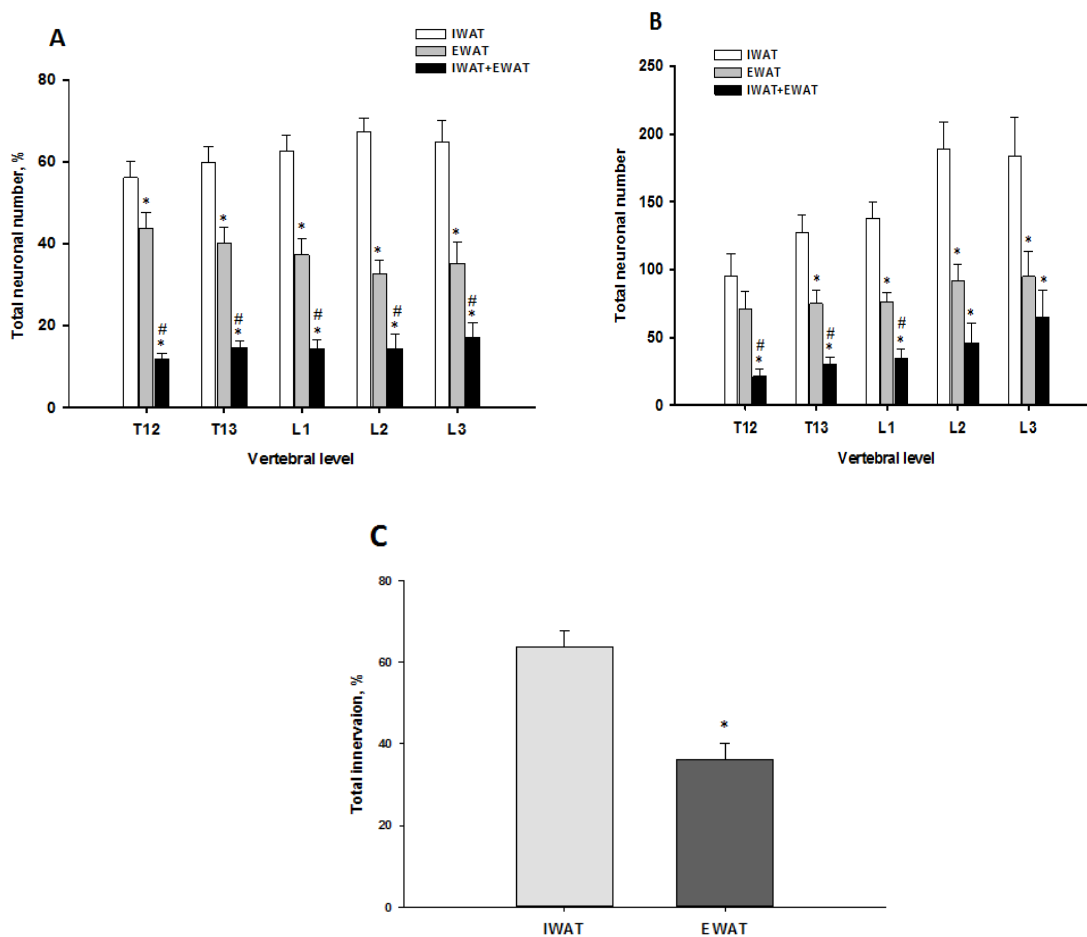 A
IWAT
EWAT
IWAT+EWAT
Total neuronal number, %
80
60
40
20
0
*
*
*
*
*
#
*
#
*
#
*
#
*
#
*
T12
T13
L1
L2
L3
Vertebral level
B
IWAT
EWAT
IWAT+EWAT
Total neuronal number
250
200
150
100
50
0
#
*
*
#
*
*
#
*
*
*
*
*
T12
T13
L1
L2
L3
Vertebral level
C
Total innervaion, %
80
60
40
20
0
*
IWAT
EWAT